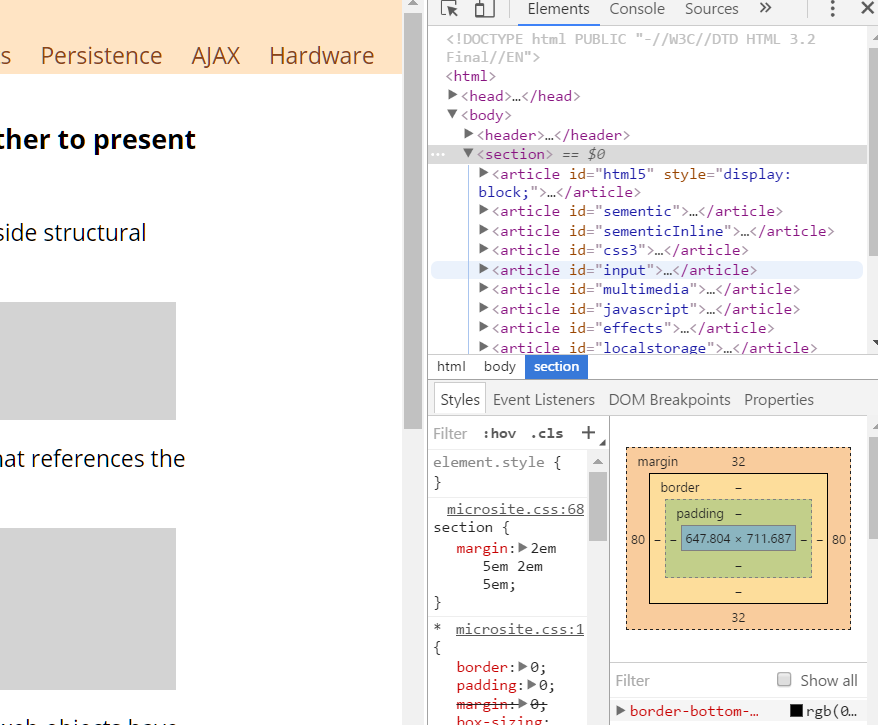 s Persistence AJAX Hardware
ther to present
side structural
hat references the
Elements Console Sources »
<!DOCTYPE html PUBLIC "-//W3C//DTD HTML 3.2
Final//EN">
<html>
<head>…</head>
<body>
<header>…</header>
<section> == $0
<article id="html5" style="display:
block;">…</article>
<article id="sementic">…</article>
<article id="sementicInline">…</article>
<article id="css3">…</article>
<article id="input">…</article>
<article id="multimedia">…</article>
<article id="javascript">…</article>
<article id="effects">…</article>
<article id="localstorage">…</article>
html body section
Styles Event Listeners DOM Breakpoints Properties
Filter :hov .cls +
element.style {
}
microsite.css:68
section {
margin: 2em
5em 2em
5em;
}
* microsite.css:1
{
border: 0;
padding: 0;
margin: 0;
box-sizing:
margin 32
border –
padding –
80 – – 647.804 × 711.687 – – 80
–
–
32
Filter Show all
border-bottom-… rgb(0…